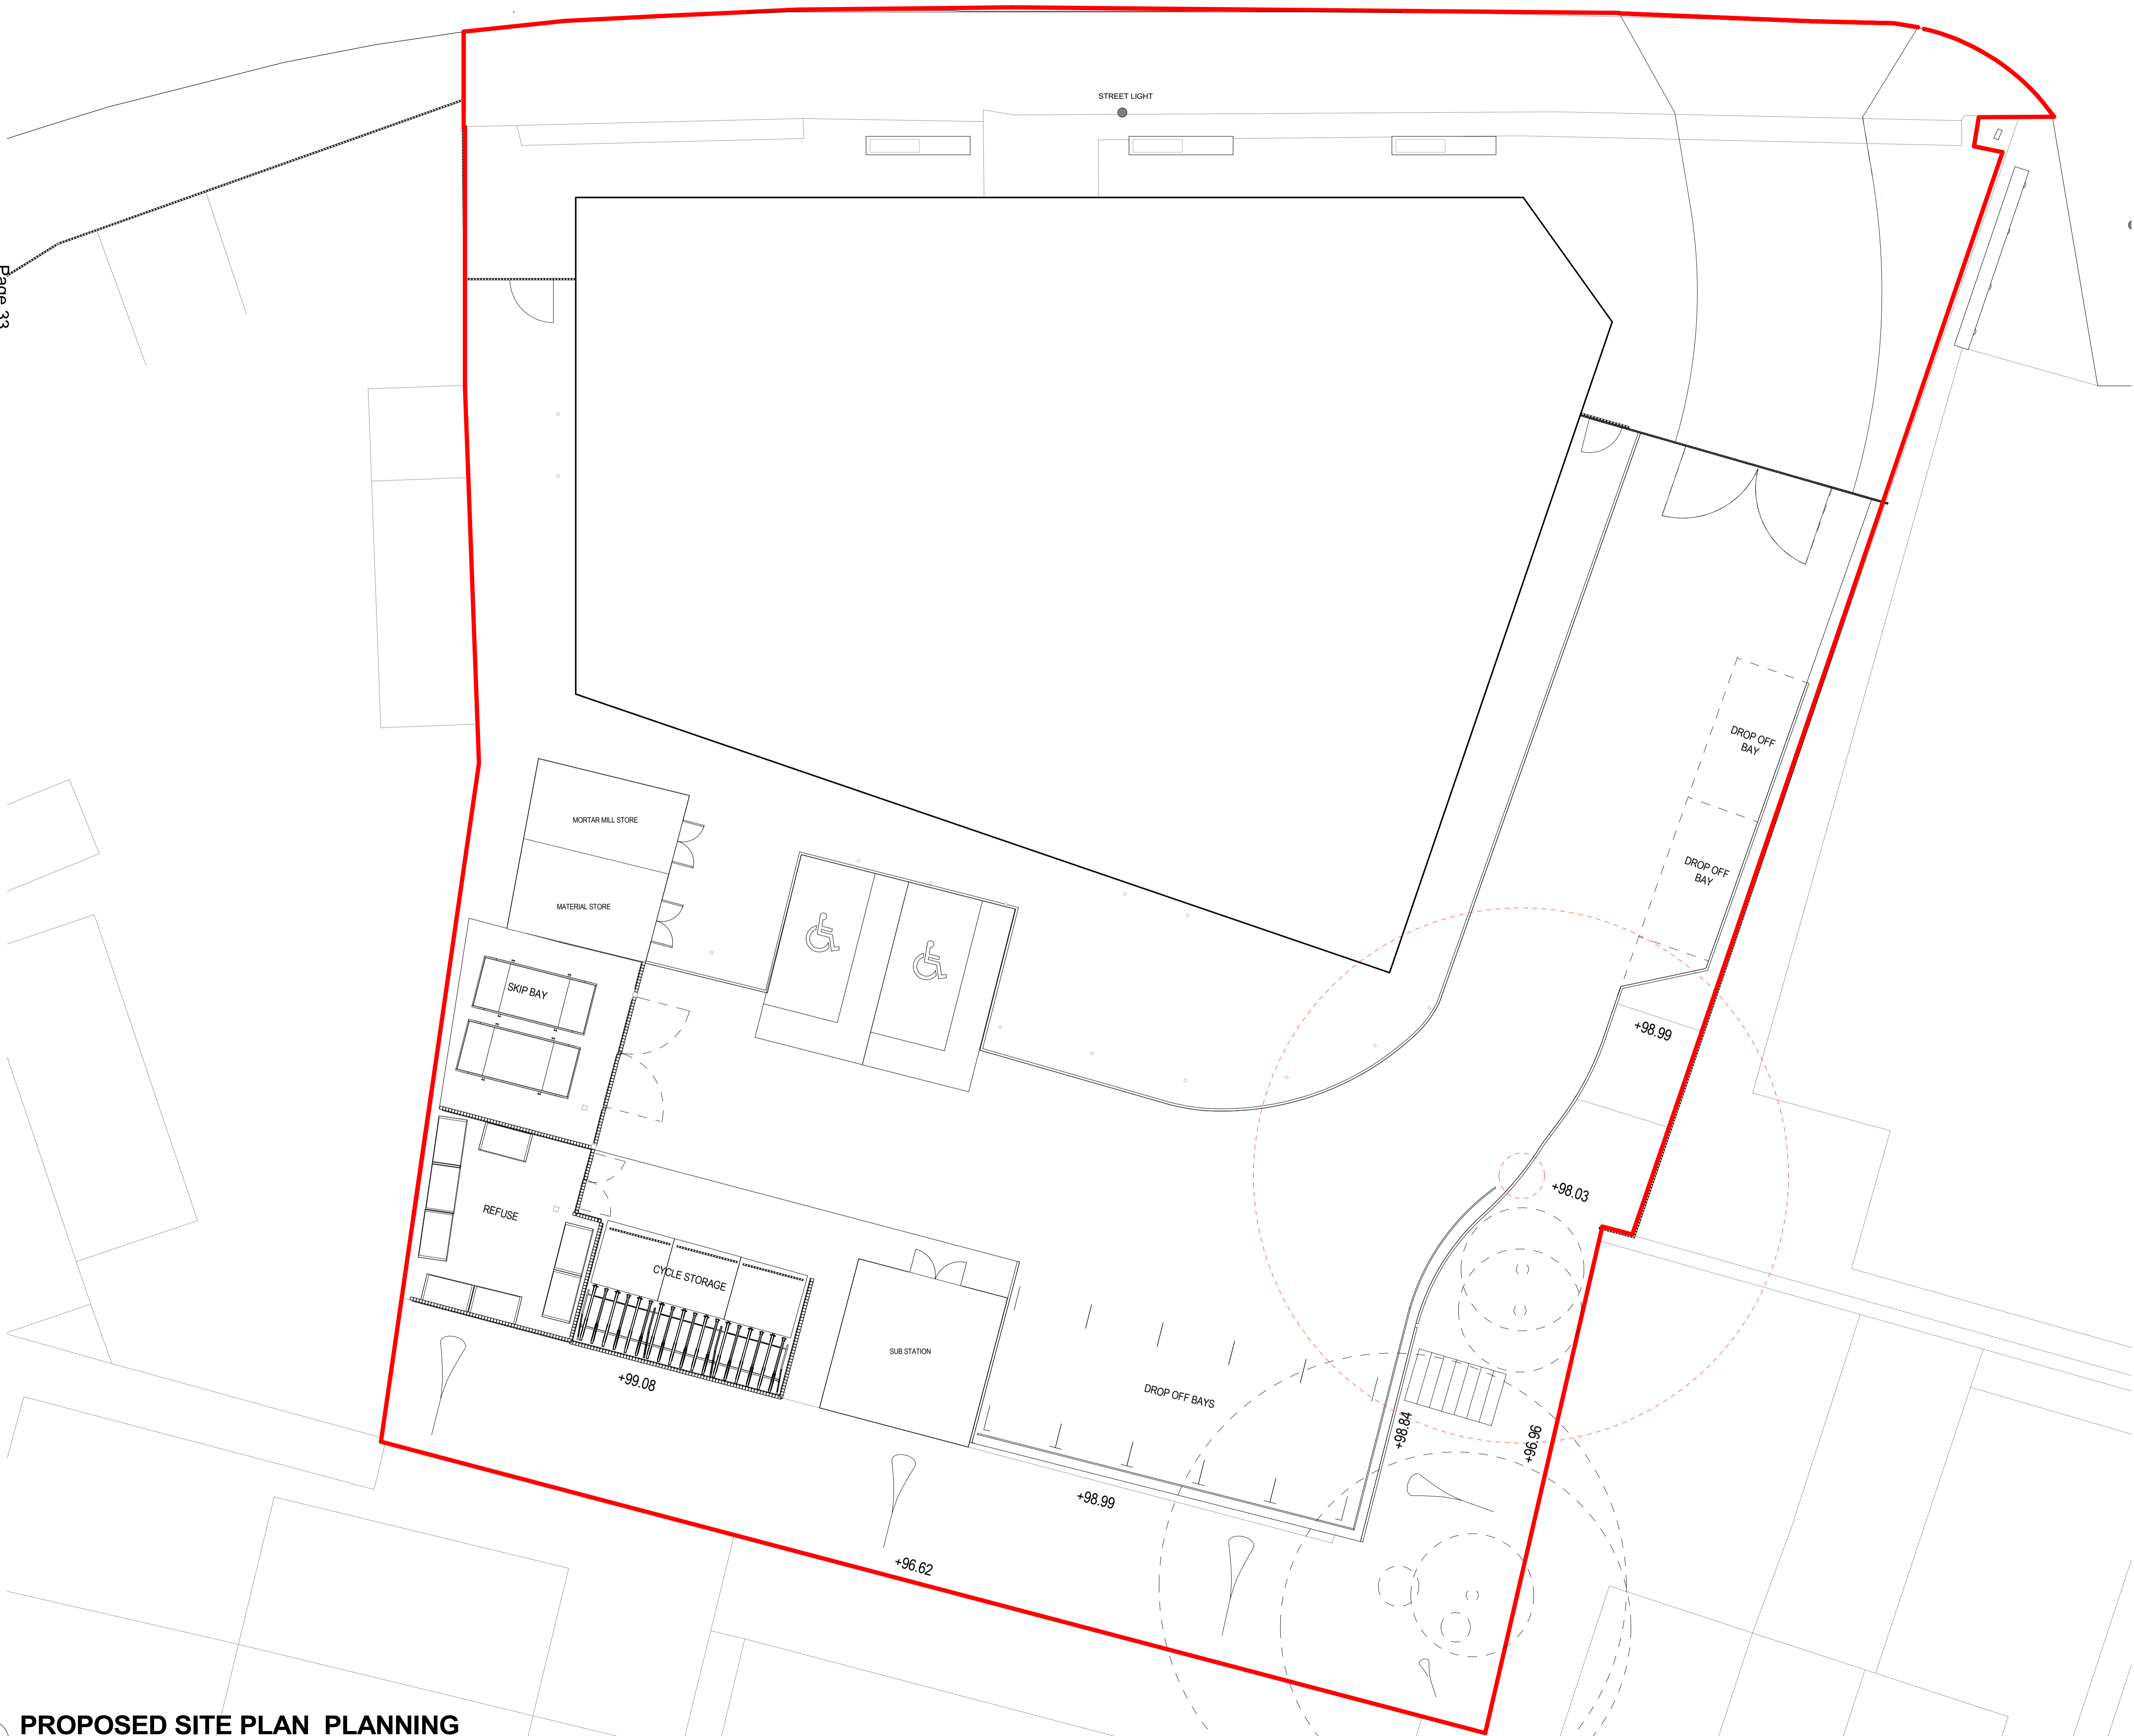 STREET LIGHT
Page 33
DROP OFF
BAY
MORTAR MILL STORE
DROP OFF
BAY
MATERIAL STORE
SKIP BAY
+98.99
+98.03
REFUSE
CYCLE STORAGE
SUB STATION
+99.08
DROP OFF BAYS
+98.84
+96.96
+98.99
+96.62
PROPOSED SITE PLAN PLANNING